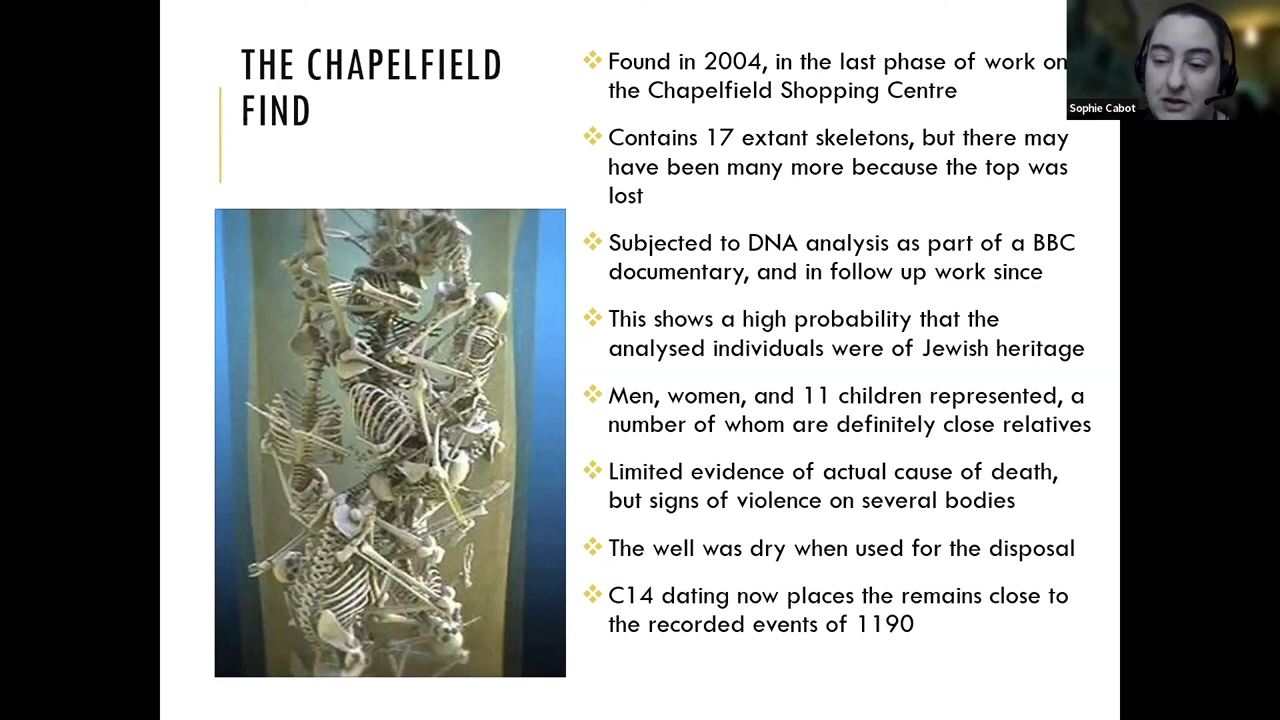 THE CHAPELFIELD
FIND
Found in 2004, in the last phase of work on
the Chapelfield Shopping Centre
Contains 17 extant skeletons, but there may
have been many more because the top was
lost
Subjected to DNA analysis as part of a BBC
documentary, and in follow up work since
This shows a high probability that the
analysed individuals were of Jewish heritage
Men, women, and 11 children represented, a
number of whom are definitely close relatives
Limited evidence of actual cause of death,
but signs of violence on several bodies
The well was dry when used for the disposal
C14 dating now places the remains close to
the recorded events of 1190
Sophie Cabot